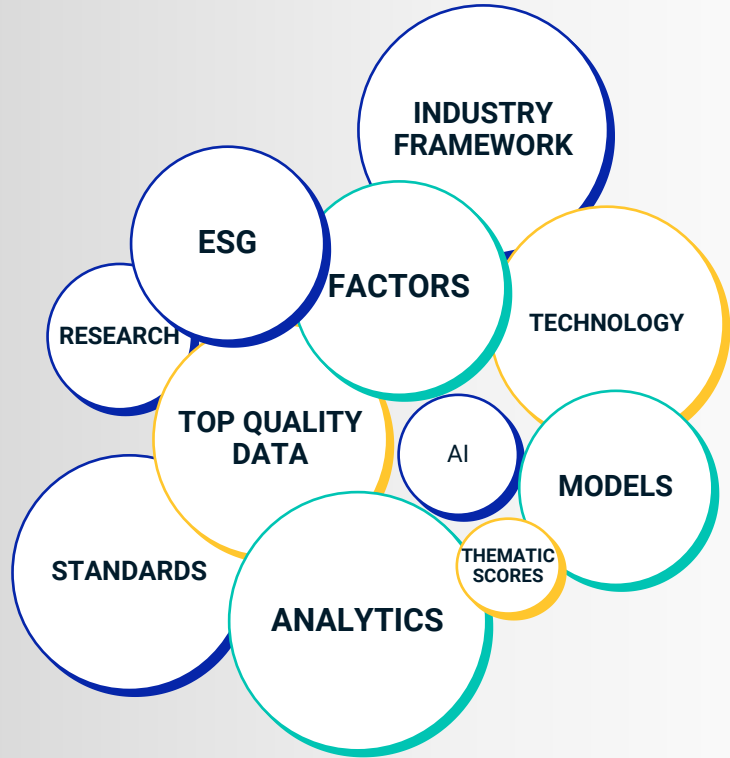 INDUSTRY
FRAMEWORK
ESG
FACTORS
TECHNOLOGY
RESEARCH
TOP QUALITY
DATA
AI
MODELS
THEMATIC
SCORES
STANDARDS
ANALYTICS